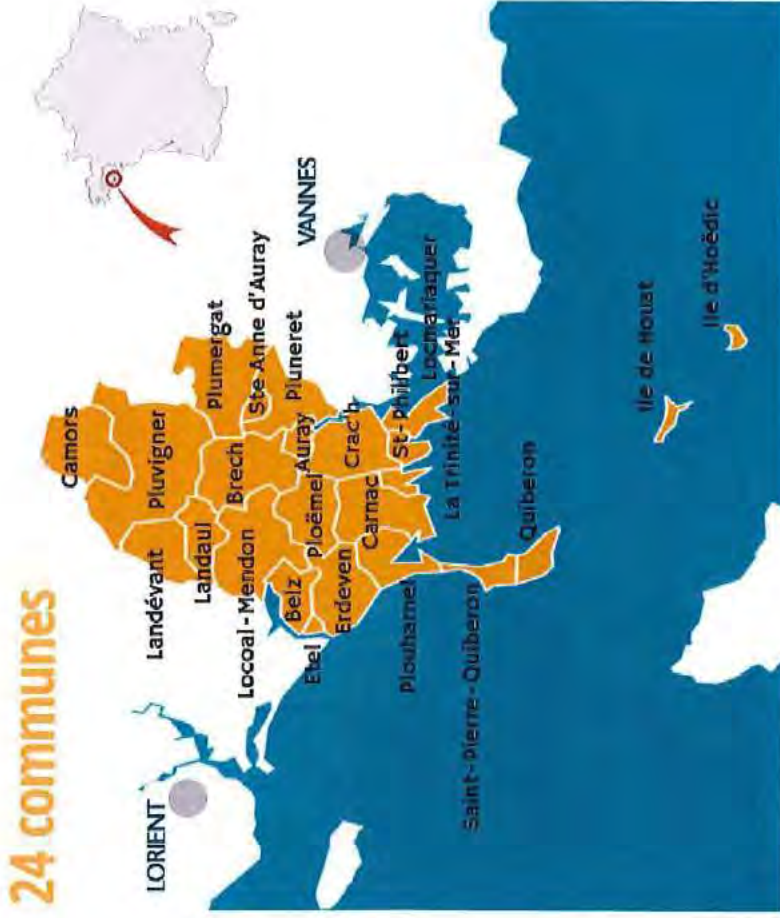 24 communes
Camors
Landévant
Pluvigner
Plumergat
Landaul
Brech
Ste Anne d'Auray
Locoal-Mendon
Pluneret
LORIENT
VANNES
Belz
Ploëmel
Auray
Etel
Erdeven
Crac'h
Carnac
St-Philibert
Plouharnel
Locmariaquer
La Trinité-sur-Mer
Saint-Pierre-Quiberon
Quiberon
Ile de Houat
Ile d'Hoëdic